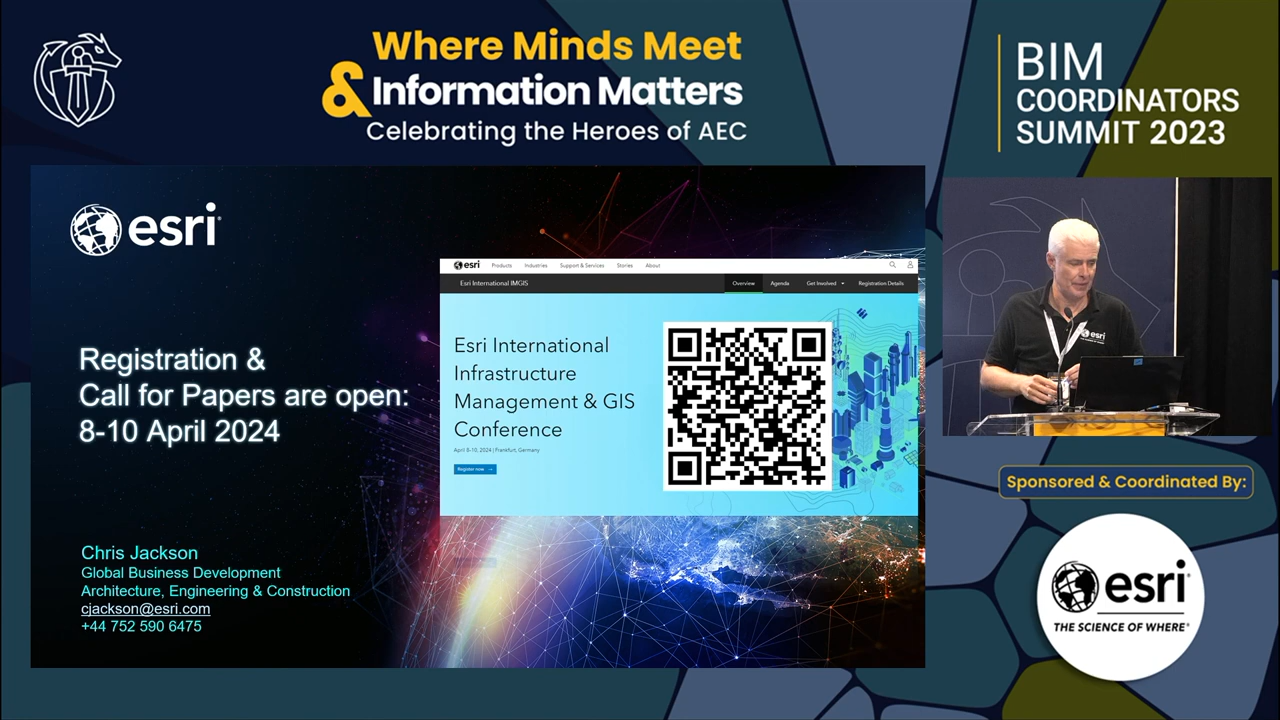 Where Minds Meet
& Information Matters
Celebrating the Heroes of AEC
BIM
COORDINATORS
SUMMIT 2023
esri
Registration &
Call for Papers are open:
8-10 April 2024
Chris Jackson
Global Business Development
Architecture, Engineering & Construction
cjackson@esri.com
+44 752 590 6475
esri Products Industries Support & Services Stories About
Esri International IMGIS Overview Agenda Get Involved Registration Details
Esri International
Infrastructure
Management & GIS
Conference
April 8-10, 2024 | Frankfurt, Germany
Register now →
esri
Sponsored & Coordinated By:
esri
THE SCIENCE OF WHERE®